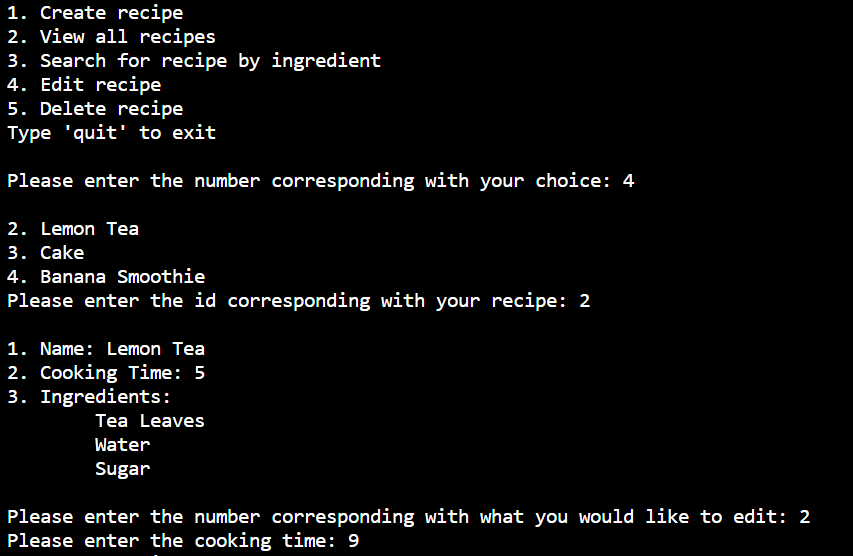 1. Create recipe
2. View all recipes
3. Search for recipe by ingredient
4. Edit recipe
5. Delete recipe
Type 'quit' to exit
Please enter the number corresponding with your choice: 4
2. Lemon Tea
3. Cake
4. Banana Smoothie
Please enter the id corresponding with your recipe: 2
1. Name: Lemon Tea
2. Cooking Time: 5
3. Ingredients:
Tea Leaves
Water
Sugar
Please enter the number corresponding with what you would like to edit: 2
Please enter the cooking time: 9